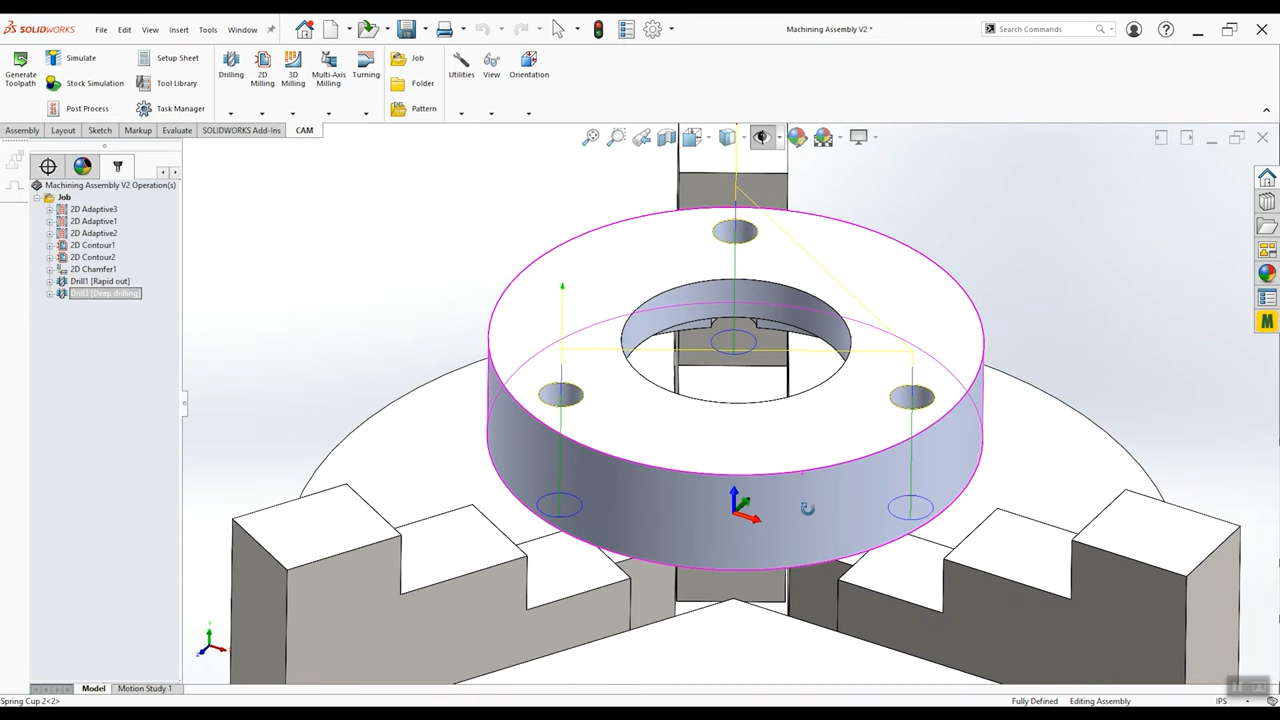 SOLIDWORKS File Edit View Insert Tools Window Machining Assembly V2 * Search Commands
Generate Toolpath
Simulate
Stock Simulation
Post Process
Setup Sheet
Tool Library
Task Manager
Drilling
2D Milling
3D Milling
Multi-Axis Milling
Turning
Job
Folder
Pattern
Utilities
View
Orientation
Assembly Layout Sketch Markup Evaluate SOLIDWORKS Add-Ins CAM
Machining Assembly V2 Operation(s)
Job
2D Adaptive3
2D Adaptive1
2D Adaptive2
2D Contour1
2D Contour2
2D Chamfer1
Drill1 [Rapid out]
Drill3 [Deep drilling]
M
Model Motion Study 1
Spring Cup 2<2> Fully Defined Editing Assembly IPS